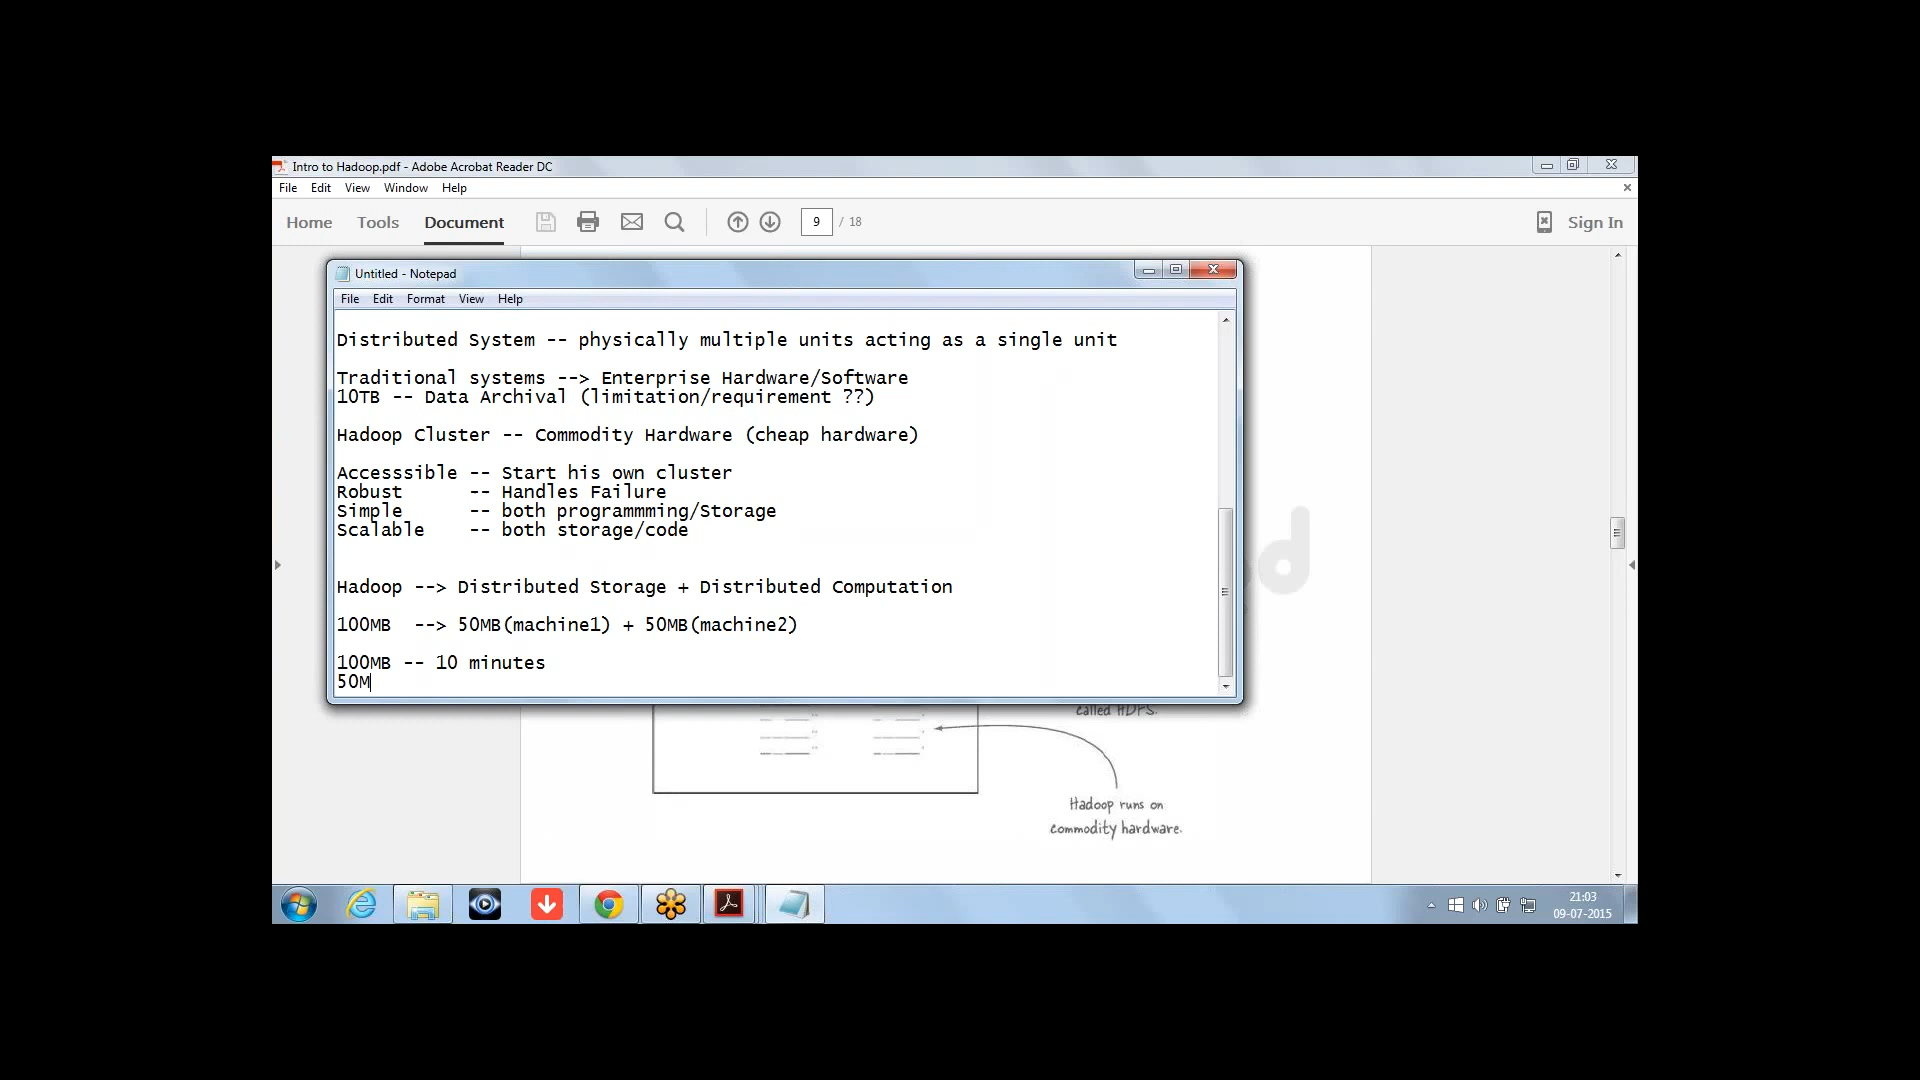 Intro to Hadoop.pdf - Adobe Acrobat Reader DC
File Edit View Window Help
Home Tools Document 9 / 18 Sign In
Untitled - Notepad
File Edit Format View Help
Distributed System -- physically multiple units acting as a single unit
Traditional systems --> Enterprise Hardware/Software
10TB -- Data Archival (limitation/requirement ??)
Hadoop Cluster -- Commodity Hardware (cheap hardware)
Accesssible -- Start his own cluster
Robust -- Handles Failure
Simple -- both programmming/Storage
Scalable -- both storage/code
Hadoop --> Distributed Storage + Distributed Computation
100MB --> 50MB(machine1) + 50MB(machine2)
100MB -- 10 minutes
50M
called HDFS.
Hadoop runs on
commodity hardware.
21:03
09-07-2015